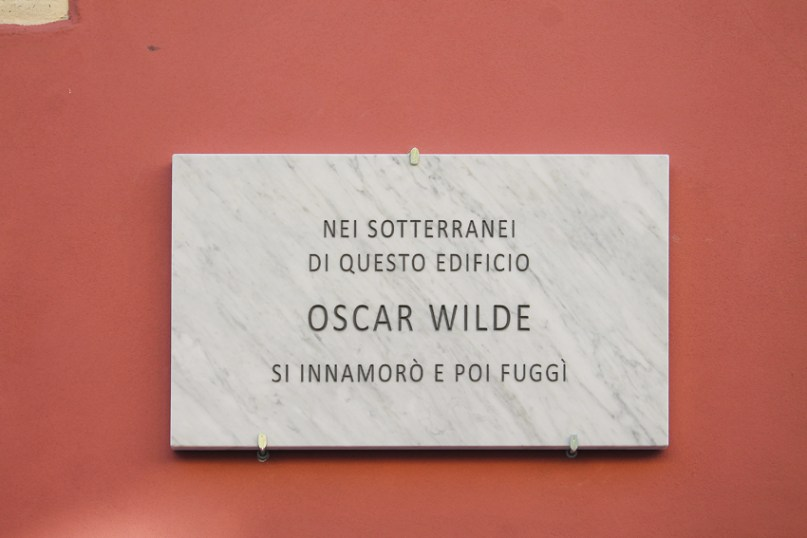 NEI SOTTERRANEI
DI QUESTO EDIFICIO
OSCAR WILDE
SI INNAMORÒ E POI FUGGÌ